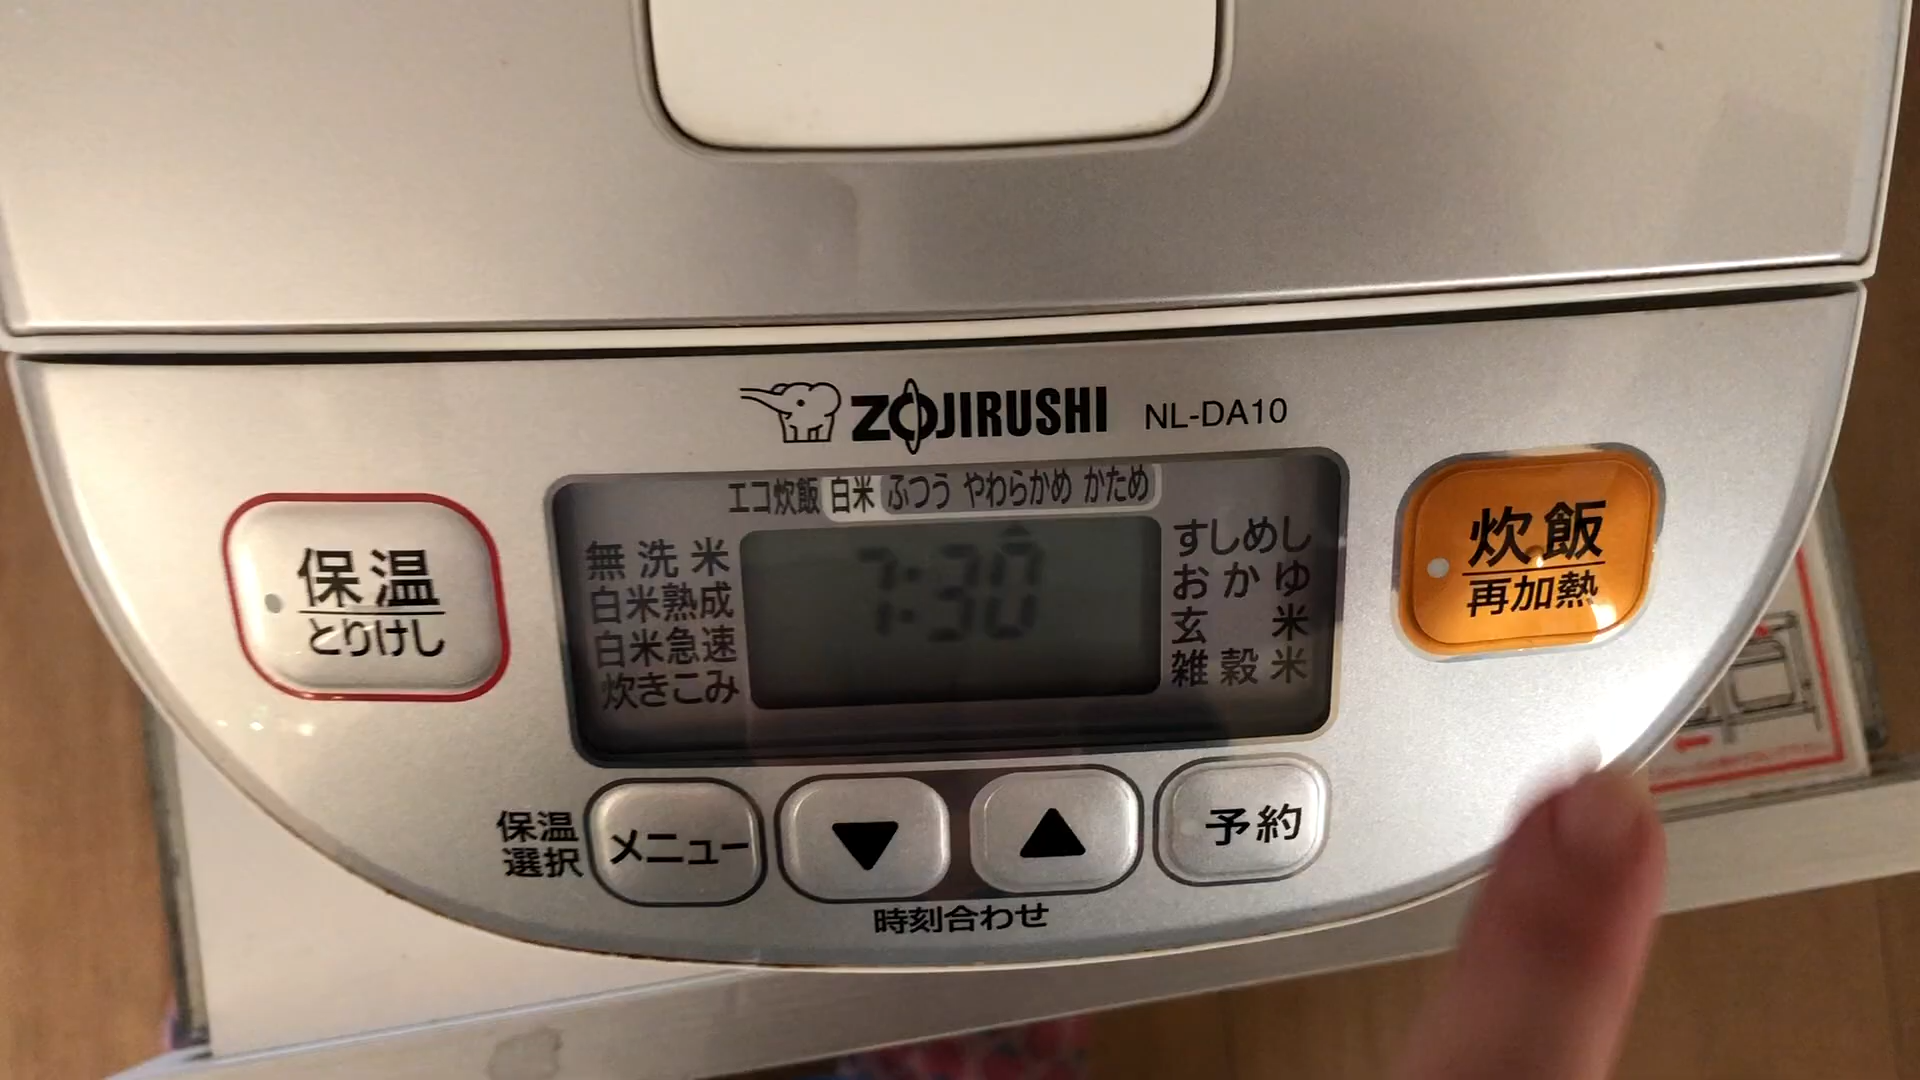 ZOJIRUSHI NL-DA10
エコ炊飯 白米 ふつう やわらかめ かため
無洗米
白米熟成
白米急速
炊きこみ
7:30
すしめし
おかゆ
玄米
雑穀米
保温
とりけし
炊飯
再加熱
保温
選択
メニュー
▼
▲
予約
時刻合わせ